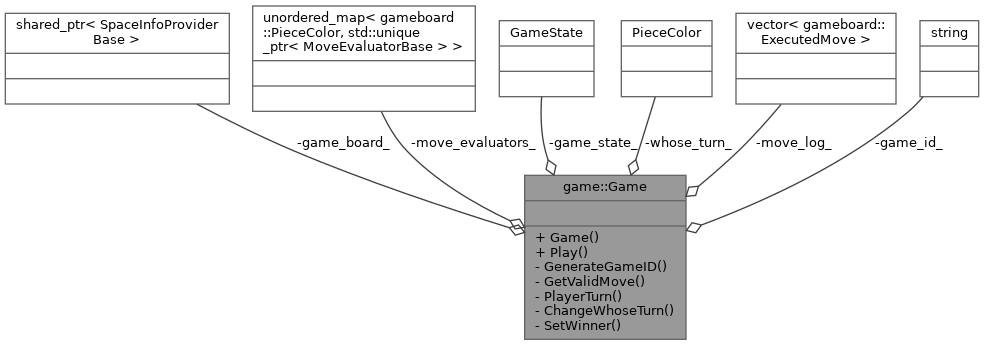 shared_ptr< SpaceInfoProvider
Base >
unordered_map< gameboard
::PieceColor, std::unique
_ptr< MoveEvaluatorBase > >
GameState
PieceColor
vector< gameboard::
ExecutedMove >
string
-game_board_
-move_evaluators_
-game_state_
-whose_turn_
-move_log_
-game_id_
game::Game
+ Game()
+ Play()
- GenerateGameID()
- GetValidMove()
- PlayerTurn()
- ChangeWhoseTurn()
- SetWinner()